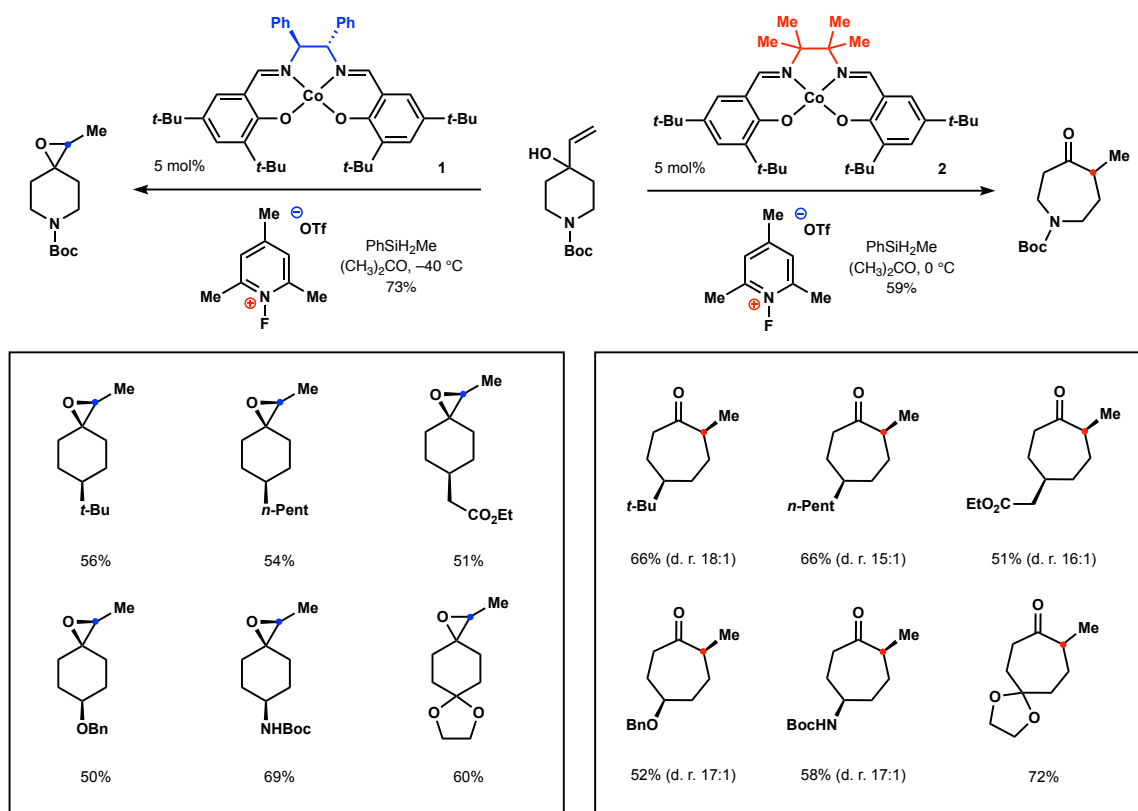 Ph Ph
N N
Co
t-Bu O O t-Bu
t-Bu t-Bu
5 mol% 1
O Me
N
Boc
Me ⊖
OTf
Me N Me
⊕
F
PhSiH2Me
(CH3)2CO, –40 °C
73%
HO
N
Boc
Me Me
Me Me
N N
Co
t-Bu O O t-Bu
t-Bu t-Bu
5 mol% 2
Me ⊖
OTf
Me N Me
⊕
F
PhSiH2Me
(CH3)2CO, 0 °C
59%
O
Me
N
Boc
O Me
t-Bu
56%
O Me
n-Pent
54%
O Me
CO2Et
51%
O Me
OBn
50%
O Me
NHBoc
69%
O Me
O O
60%
O
Me
t-Bu
66% (d. r. 18:1)
O
Me
n-Pent
66% (d. r. 15:1)
O
Me
EtO2C
51% (d. r. 16:1)
O
Me
BnO
52% (d. r. 17:1)
O
Me
BocHN
58% (d. r. 17:1)
O
Me
O
O
72%